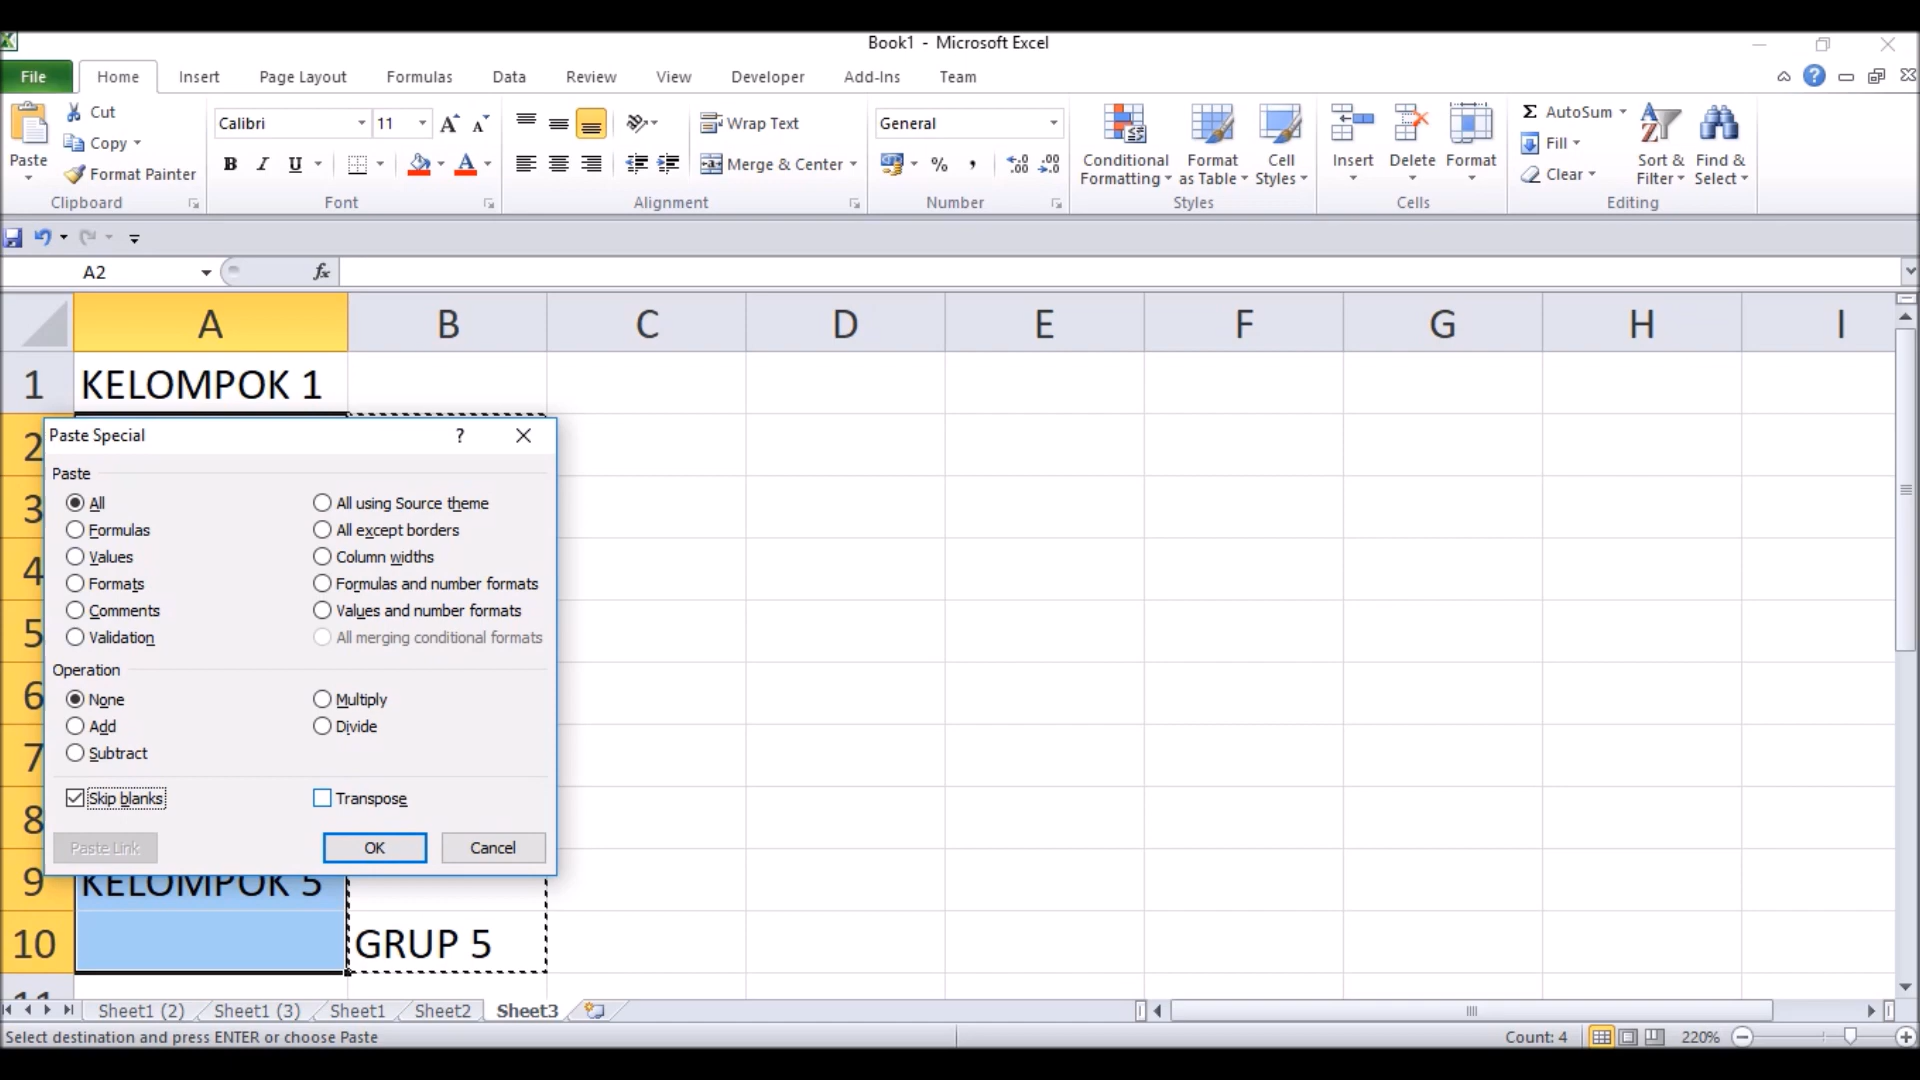 Book1 - Microsoft Excel
File Home Insert Page Layout Formulas Data Review View Developer Add-Ins Team
Paste
Cut
Copy
Format Painter
Clipboard
Calibri 11
B I U A
Font
Wrap Text
Merge & Center
Alignment
General
% ,
Number
Conditional Formatting
Format as Table
Cell Styles
Styles
Insert Delete Format
Cells
Σ AutoSum
Fill
Clear
Sort & Filter
Find & Select
Editing
A2 fx
A B C D E F G H I
1 KELOMPOK 1
2
3
4
5
6
7
8
9 KELOMPOK 5
10 GRUP 5
11
Paste Special ?
Paste
All All using Source theme
Formulas All except borders
Values Column widths
Formats Formulas and number formats
Comments Values and number formats
Validation All merging conditional formats
Operation
None Multiply
Add Divide
Subtract
Skip blanks Transpose
Paste Link OK Cancel
Sheet1 (2) Sheet1 (3) Sheet1 Sheet2 Sheet3
Select destination and press ENTER or choose Paste Count: 4 220%